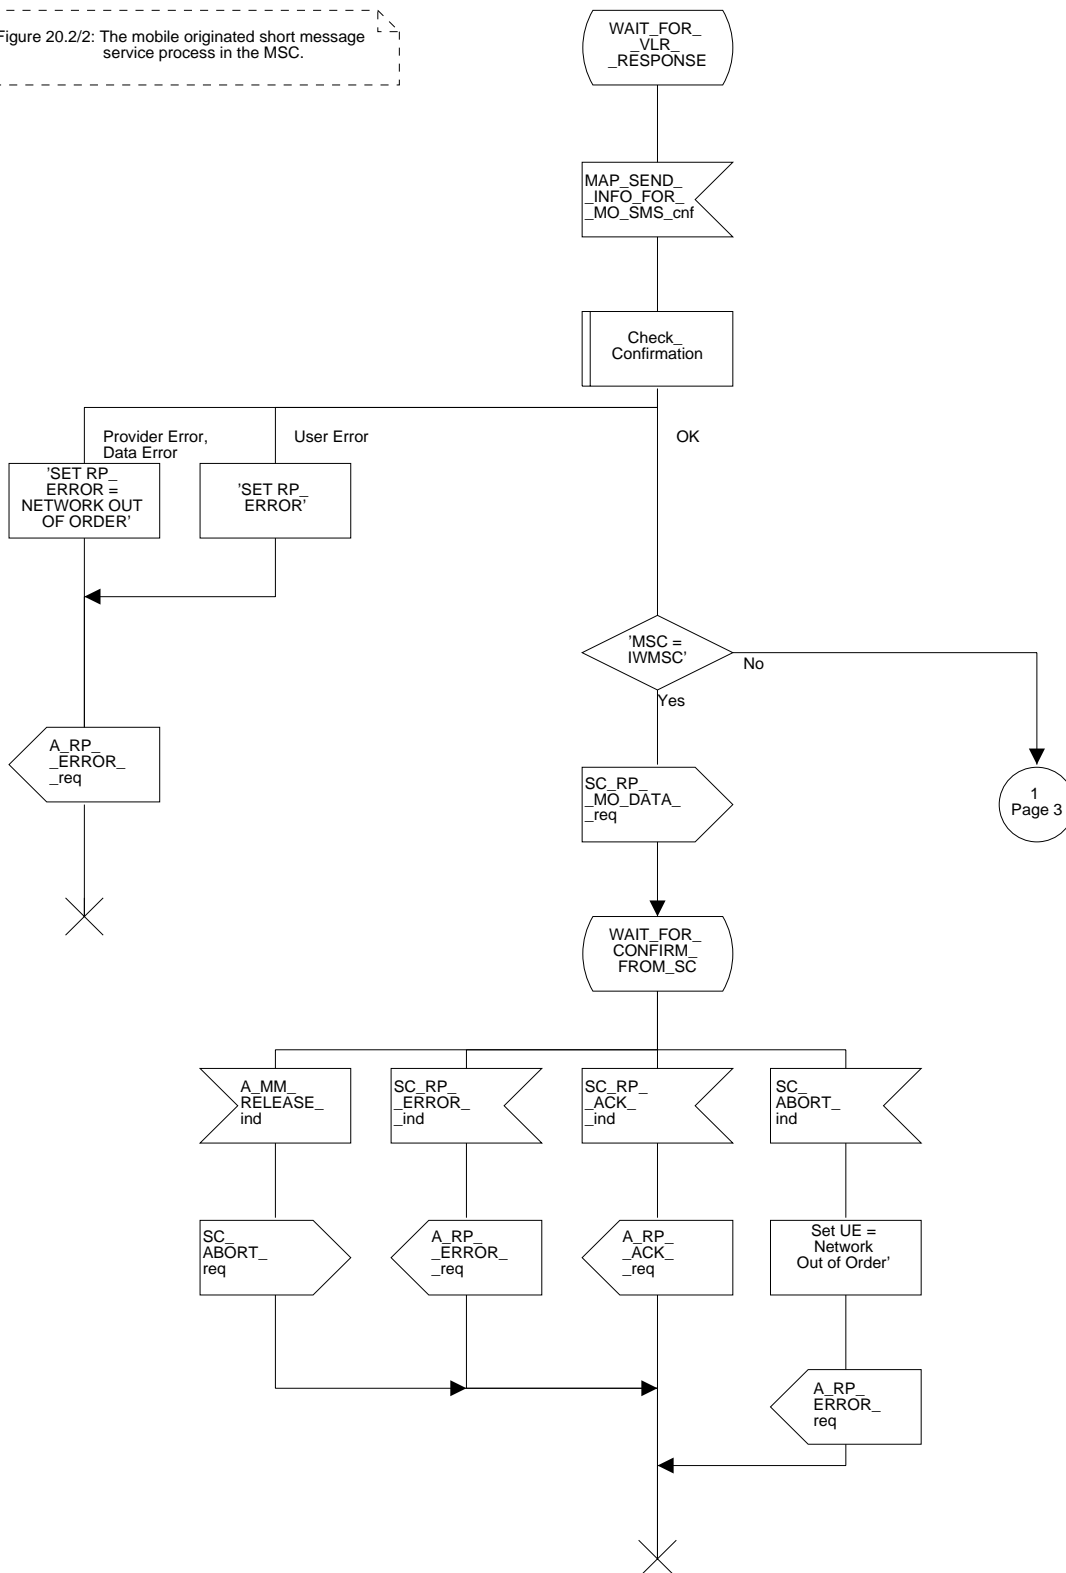 Figure 20.2/2: The mobile originated short message
service process in the MSC.
WAIT_FOR_
_VLR_
_RESPONSE
MAP_SEND_
_INFO_FOR_
_MO_SMS_cnf
Check_
Confirmation
Provider Error,
Data Error
User Error
OK
'SET RP_
ERROR =
NETWORK OUT
OF ORDER'
'SET RP_
ERROR'
'MSC =
IWMSC'
No
Yes
A_RP_
_ERROR_
_req
SC_RP_
_MO_DATA_
_req
1
Page 3
WAIT_FOR_
CONFIRM_
FROM_SC
A_MM_
RELEASE_
ind
SC_RP_
_ERROR_
_ind
SC_RP_
_ACK_
_ind
SC_
ABORT_
ind
SC_
ABORT_
req
A_RP_
_ERROR_
_req
A_RP_
_ACK_
_req
Set UE =
Network
Out of Order'
A_RP_
ERROR_
req